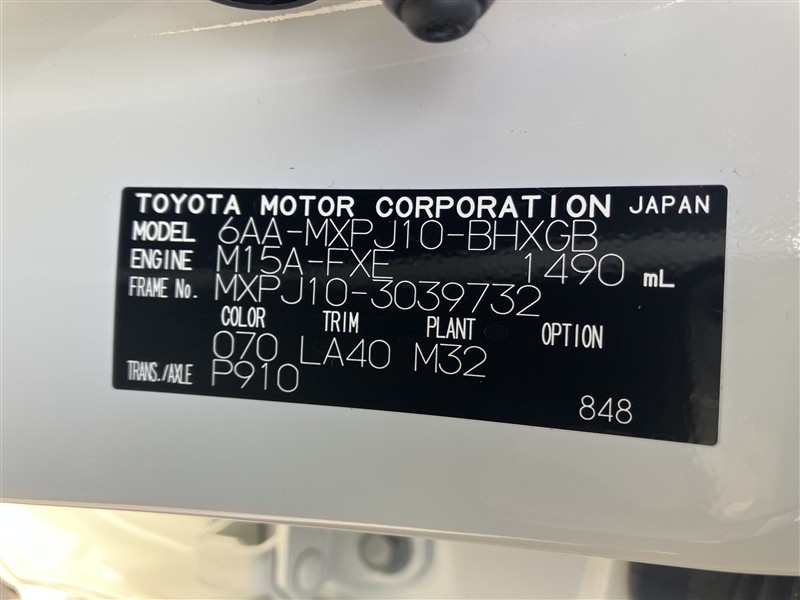 TOYOTA MOTOR CORPORATION JAPAN
MODEL 6AA-MXPJ10-BHXGB
ENGINE M15A-FXE 1490 mL
FRAME No. MXPJ10-3039732
COLOR TRIM PLANT OPTION
070 LA40 M32
TRANS./AXLE P910
848